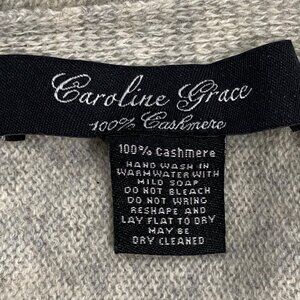 Caroline Grace
100% Cashmere
100% Cashmere
HAND WASH IN
WARM WATER WITH
MILD SOAP
DO NOT BLEACH
DO NOT WRING
RESHAPE AND
LAY FLAT TO DRY
MAY BE
DRY CLEANED